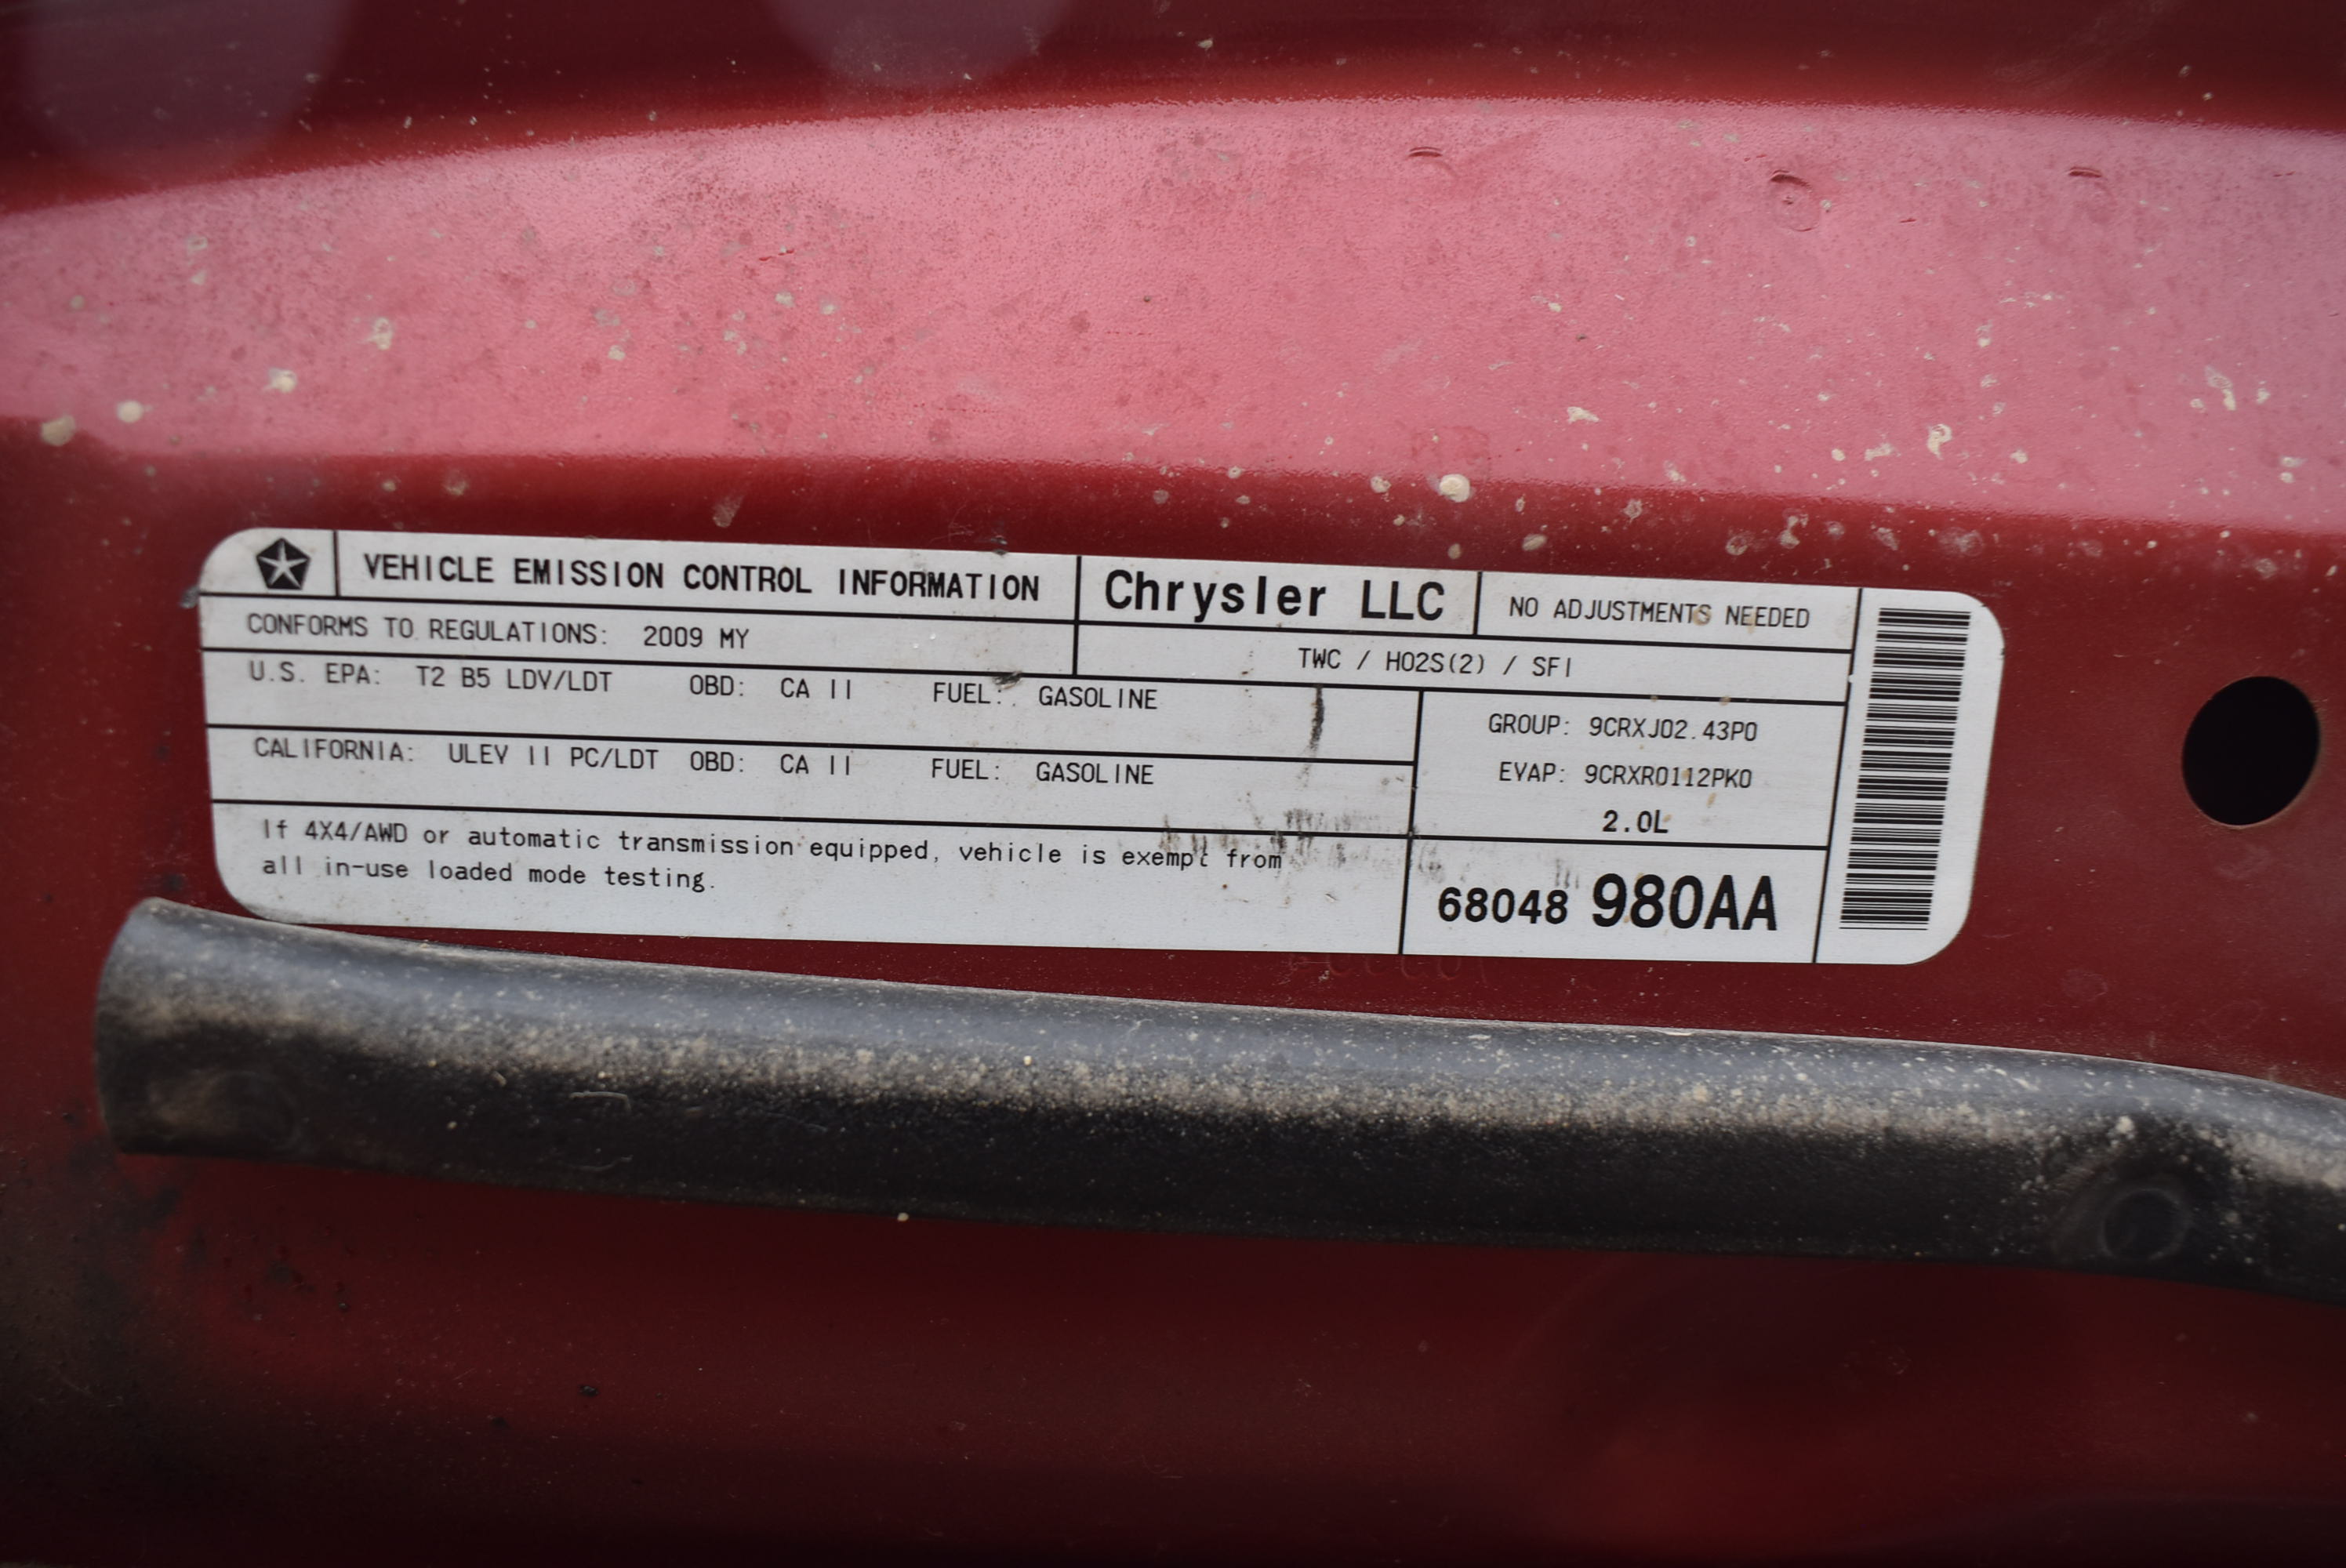 VEHICLE EMISSION CONTROL INFORMATION
Chrysler LLC
NO ADJUSTMENTS NEEDED
CONFORMS TO REGULATIONS: 2009 MY
TWC / HO2S(2) / SFI
U.S. EPA: T2 B5 LDV/LDT OBD: CA II FUEL: GASOLINE
CALIFORNIA: ULEV II PC/LDT OBD: CA II FUEL: GASOLINE
GROUP: 9CRXJ02.43P0
EVAP: 9CRXR0112PK0
2.0L
If 4X4/AWD or automatic transmission equipped, vehicle is exempt from
all in-use loaded mode testing.
68048 980AA